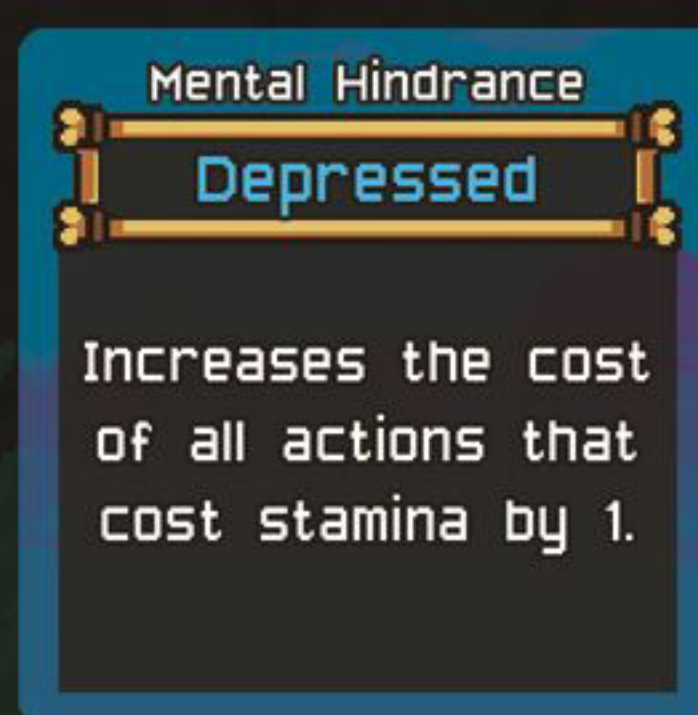 Mental Hindrance
Depressed
Increases the cost
of all actions that
cost stamina by 1.